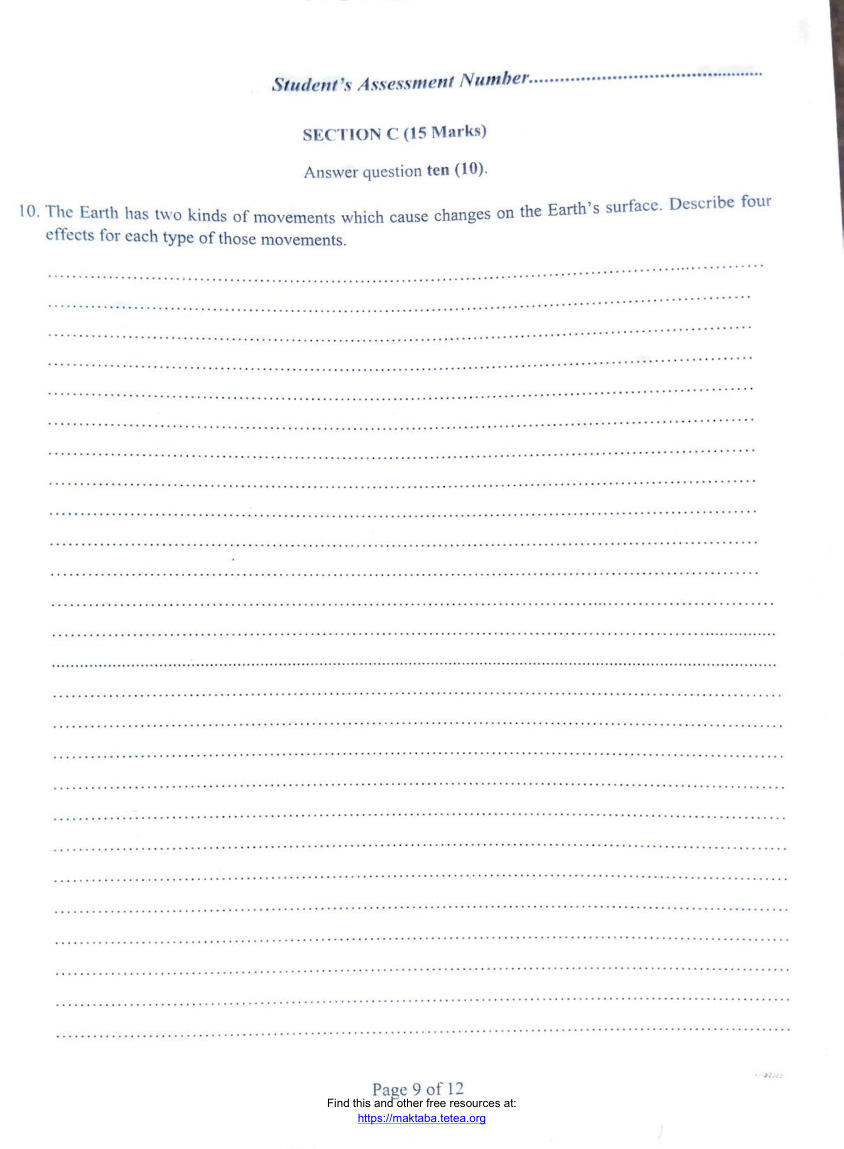 Student's Assessment Number............................................
SECTION C (15 Marks)
Answer question ten (10).
10. The Earth has two kinds of movements which cause changes on the Earth's surface. Describe four
effects for each type of those movements.
Page 9 of 12
Find this and other free resources at:
https://maktaba.tetea.org